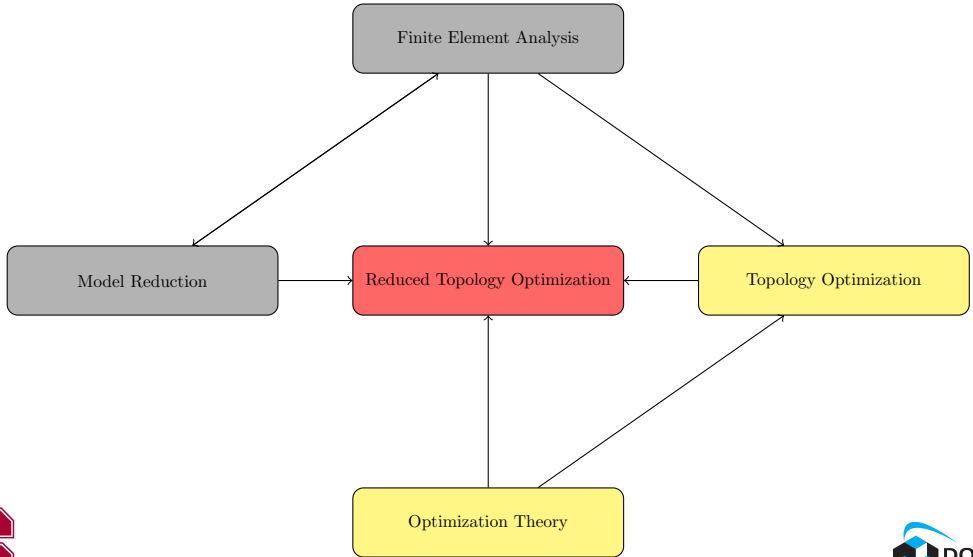 Finite Element Analysis
Model Reduction
Reduced Topology Optimization
Topology Optimization
Optimization Theory